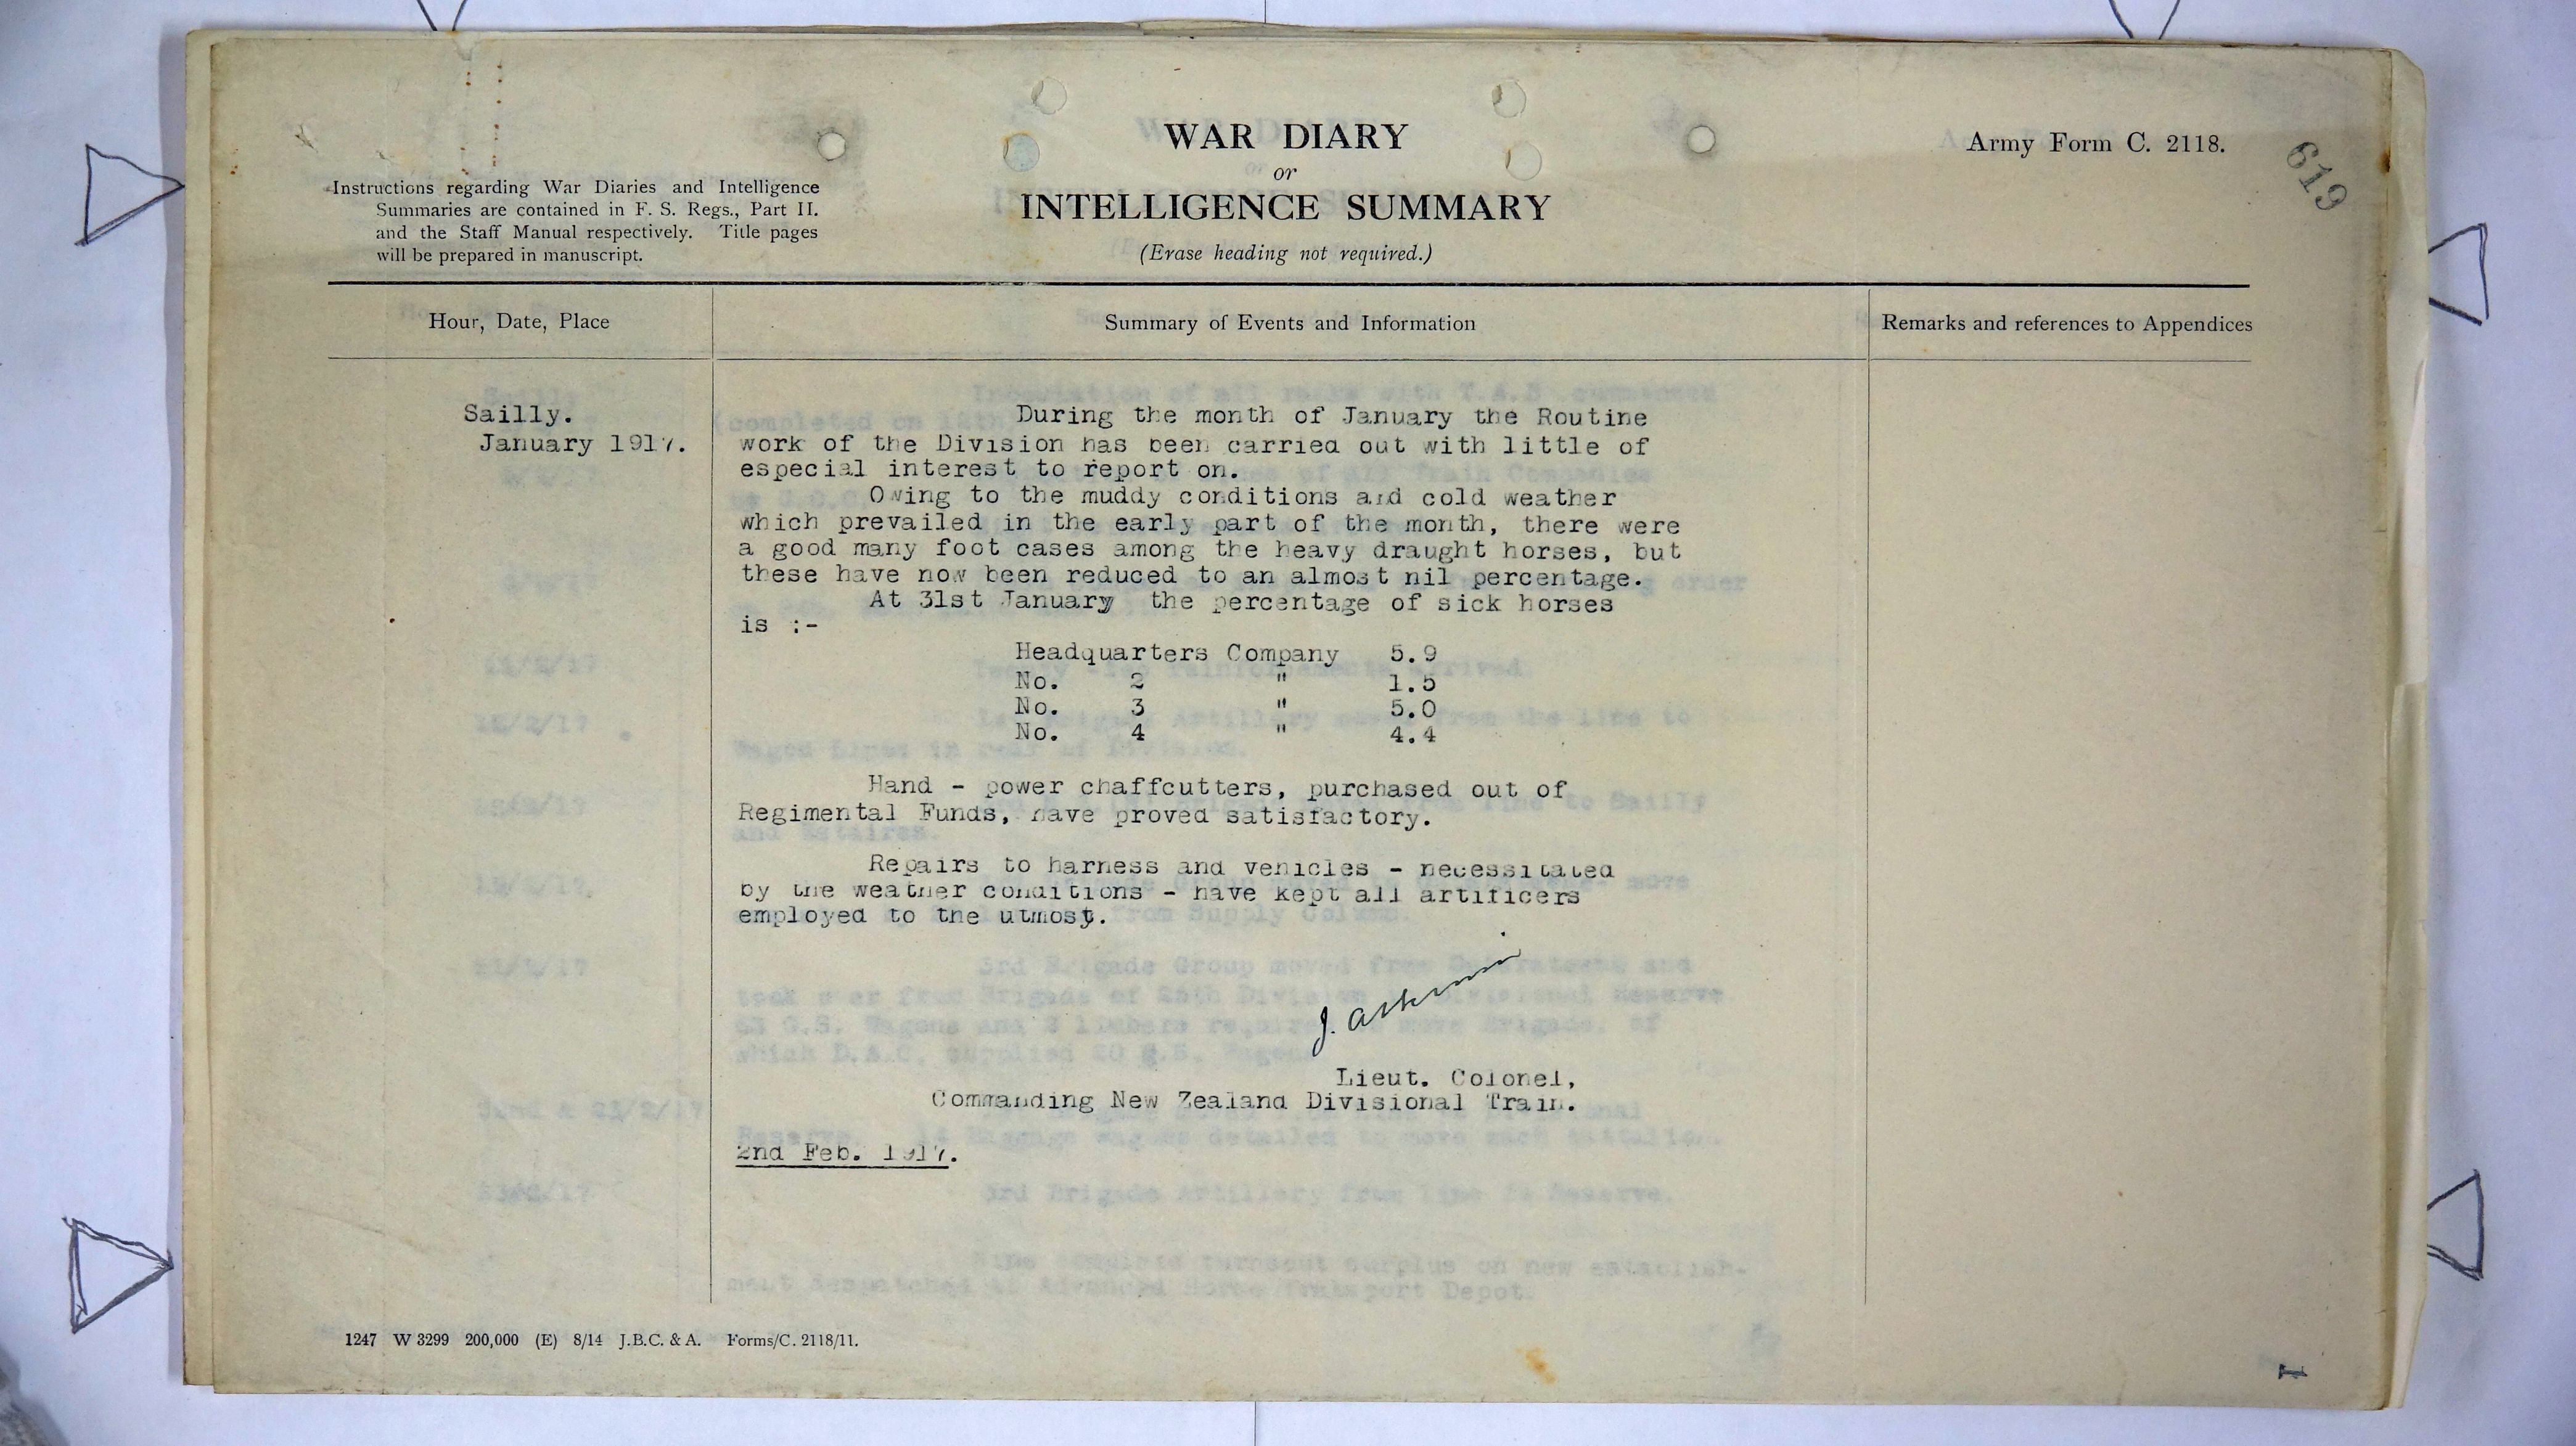 WAR DIARY
or
INTELLIGENCE SUMMARY
(Erase heading not required.)
Army Form C. 2118.
619
Instructions regarding War Diaries and Intelligence
Summaries are contained in F. S. Regs., Part II.
and the Staff Manual respectively. Title pages
will be prepared in manuscript.
Hour, Date, Place
Summary of Events and Information
Remarks and references to Appendices
Sailly.
January 1917.
During the month of January the Routine
work of the Division has been carried out with little of
especial interest to report on.
Owing to the muddy conditions and cold weather
which prevailed in the early part of the month, there were
a good many foot cases among the heavy draught horses, but
these have now been reduced to an almost nil percentage.
At 31st January the percentage of sick horses
is :-
Headquarters Company 5.9
No. 2 " 1.5
No. 3 " 5.0
No. 4 " 4.4
Hand - power chaffcutters, purchased out of
Regimental Funds, have proved satisfactory.
Repairs to harness and vehicles - necessitated
by the weather conditions - have kept all artificers
employed to the utmost.
J.
Lieut. Colonel,
Commanding New Zealand Divisional Train.
2nd Feb. 1917.
1247 W 3299 200,000 (E) 8/14 J.B.C. & A. Forms/C. 2118/11.
1